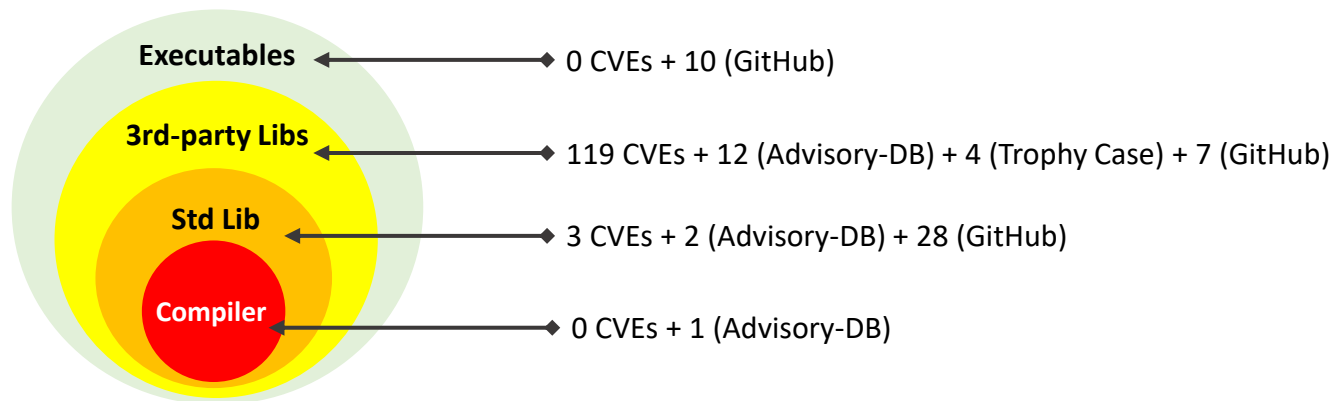 Executables
0 CVEs + 10 (GitHub)
3rd-party Libs
119 CVEs + 12 (Advisory-DB) + 4 (Trophy Case) + 7 (GitHub)
Std Lib
3 CVEs + 2 (Advisory-DB) + 28 (GitHub)
Compiler
0 CVEs + 1 (Advisory-DB)